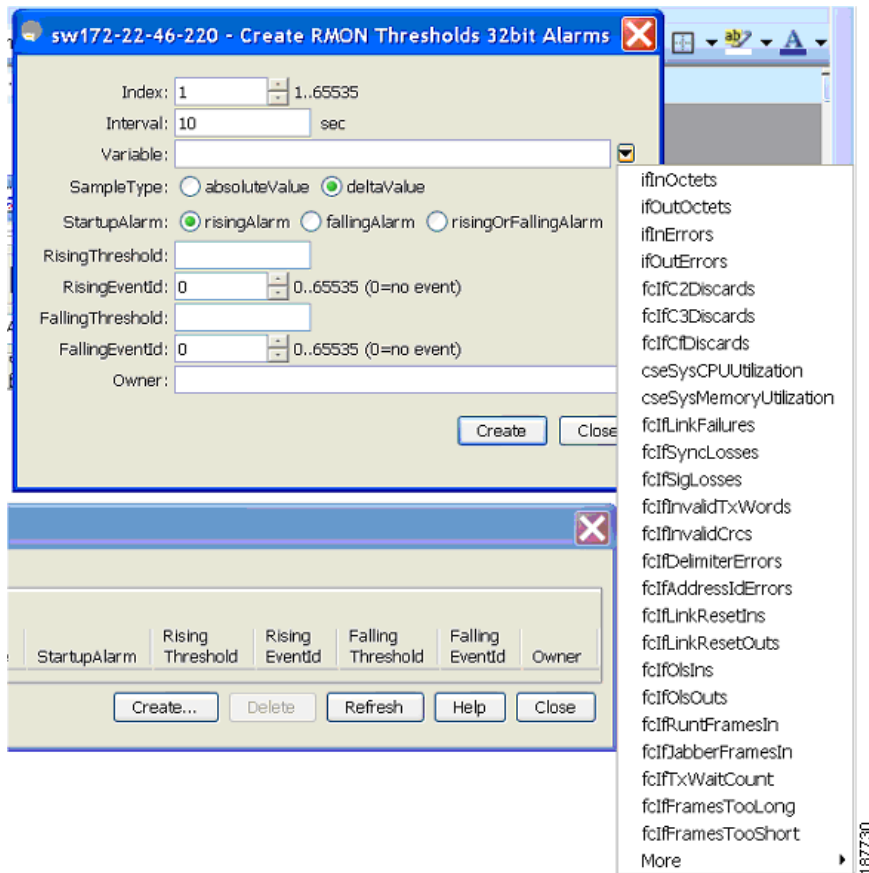 sw172-22-46-220 - Create RMON Thresholds 32bit Alarms
Index: 1 1..65535
Interval: 10 sec
Variable:
SampleType: absoluteValue deltaValue
StartupAlarm: risingAlarm fallingAlarm risingOrFallingAlarm
RisingThreshold:
RisingEventId: 0 0..65535 (0=no event)
FallingThreshold:
FallingEventId: 0 0..65535 (0=no event)
Owner:
Create Close
ifInOctets
ifOutOctets
ifInErrors
ifOutErrors
fcIfC2Discards
fcIfC3Discards
fcIfCfDiscards
cseSysCPUUtilization
cseSysMemoryUtilization
fcIfLinkFailures
fcIfSyncLosses
fcIfSigLosses
fcIfInvalidTxWords
fcIfInvalidCrcs
fcIfDelimiterErrors
fcIfAddressIdErrors
fcIfLinkResetIns
fcIfLinkResetOuts
fcIfOlsIns
fcIfOlsOuts
fcIfRuntFramesIn
fcIfJabberFramesIn
fcIfTxWaitCount
fcIfFramesTooLong
fcIfFramesTooShort
More
StartupAlarm
Rising
Threshold
Rising
EventId
Falling
Threshold
Falling
EventId
Owner
Create... Delete Refresh Help Close
187730